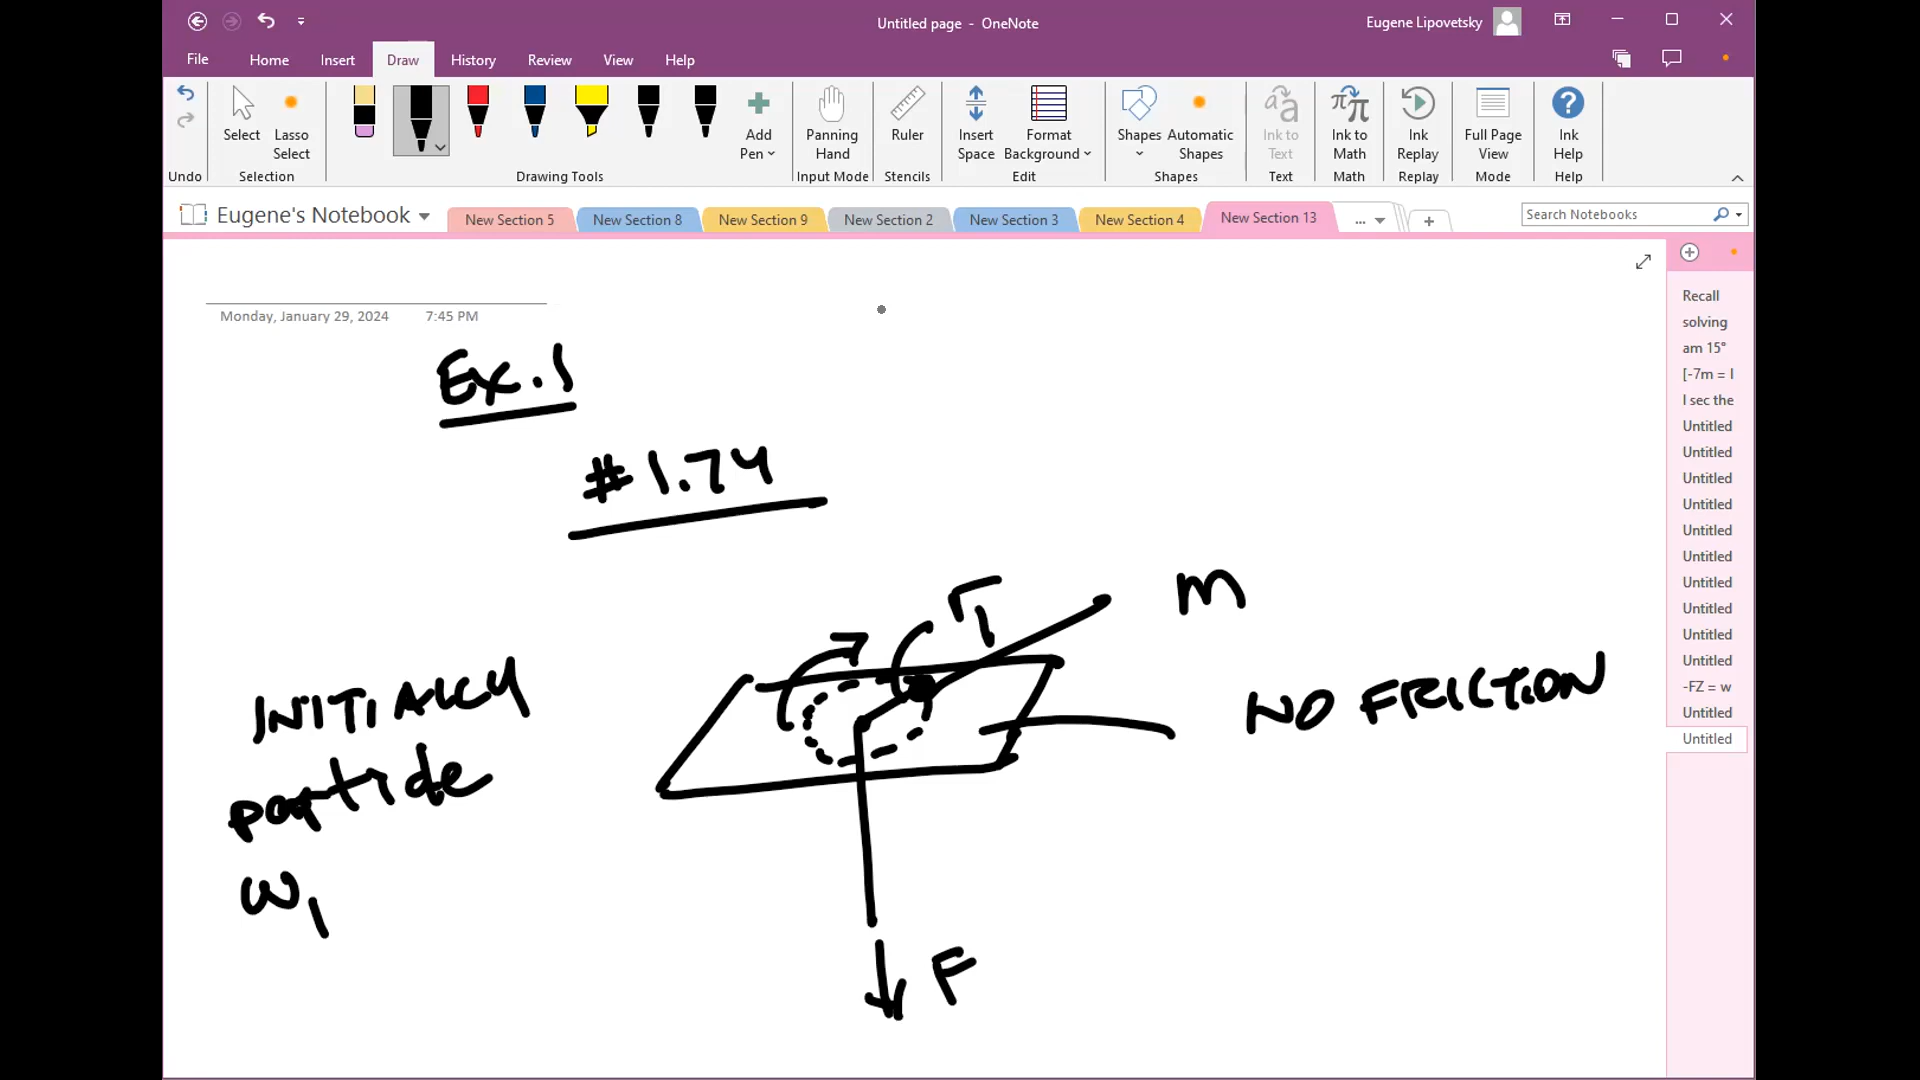 Untitled page - OneNote
Eugene Lipovetsky
File Home Insert Draw History Review View Help
Select Lasso Select
Add Pen
Panning Hand
Ruler
Insert Space
Format Background
Shapes
Automatic Shapes
Ink to Text
Ink to Math
Ink Replay
Full Page View
Ink Help
Undo Selection Drawing Tools Input Mode Stencils Edit Shapes Text Math Replay Mode Help
Eugene's Notebook New Section 5 New Section 8 New Section 9 New Section 2 New Section 3 New Section 4 New Section 13 ... + Search Notebooks
Monday, January 29, 2024 7:45 PM
Ex. 1
#1.74
r1
m
INITIALLY
particle
ω1
NO FRICTION
F
Recall
solving
am 15°
[-7m = I
I sec the
Untitled
Untitled
Untitled
Untitled
Untitled
Untitled
Untitled
Untitled
Untitled
Untitled
-FZ = w
Untitled
Untitled